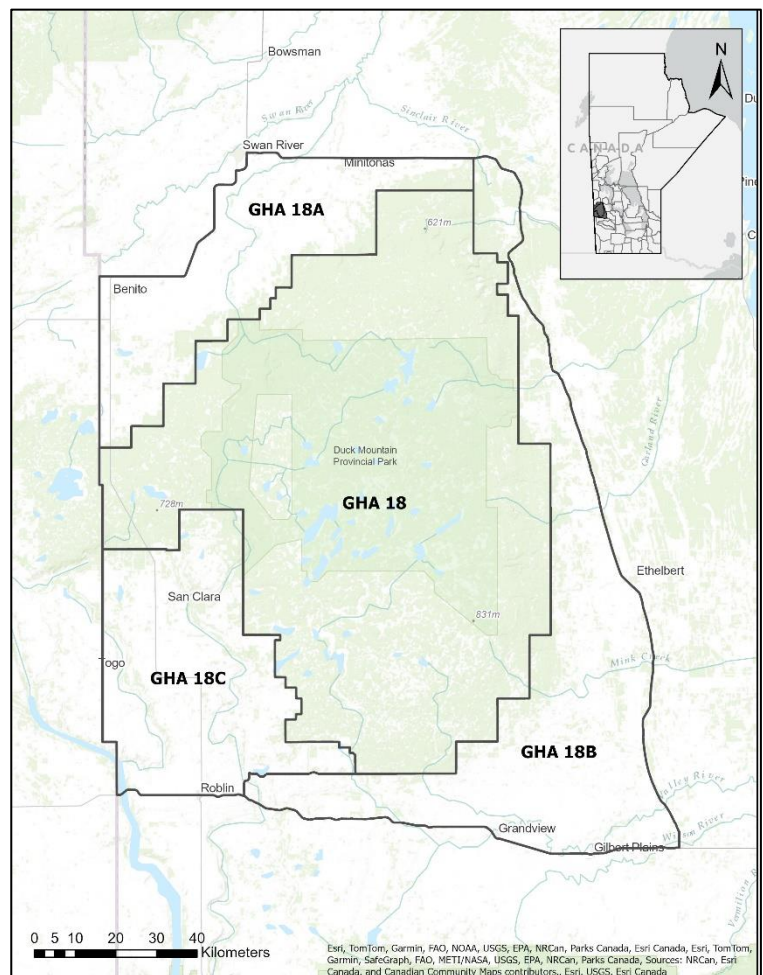 Bowsman
Swan River
Sinclair River
Swan River
Minitonas
N
CANADA
GHA 18A
621m
Benito
Garland River
Duck Mountain
Provincial Park
GHA 18
728m
Ethelbert
San Clara
831m
Mink Creek
Togo
GHA 18C
GHA 18B
Roblin
Valley River
Grandview
Wilson River
Gilbert Plains
0 5 10 20 30 40
Kilometers
Esri, TomTom, Garmin, FAO, NOAA, USGS, EPA, NRCan, Parks Canada, Esri Canada, Esri, TomTom,
Garmin, SafeGraph, FAO, METI/NASA, USGS, EPA, NRCan, Parks Canada, Sources: NRCan, Esri
Canada, and Canadian Community Maps contributors., Esri, USGS, Esri Canada